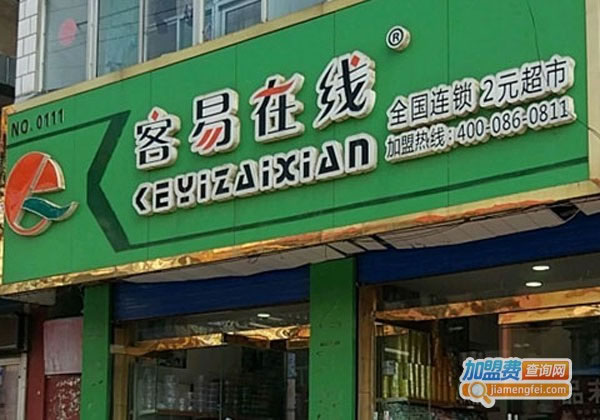 NO.0111
客易在线®
KEYIZAIXIAN
全国连锁 2元超市
加盟热线:400-086-0811
加盟费查询网
jiamengfei.com